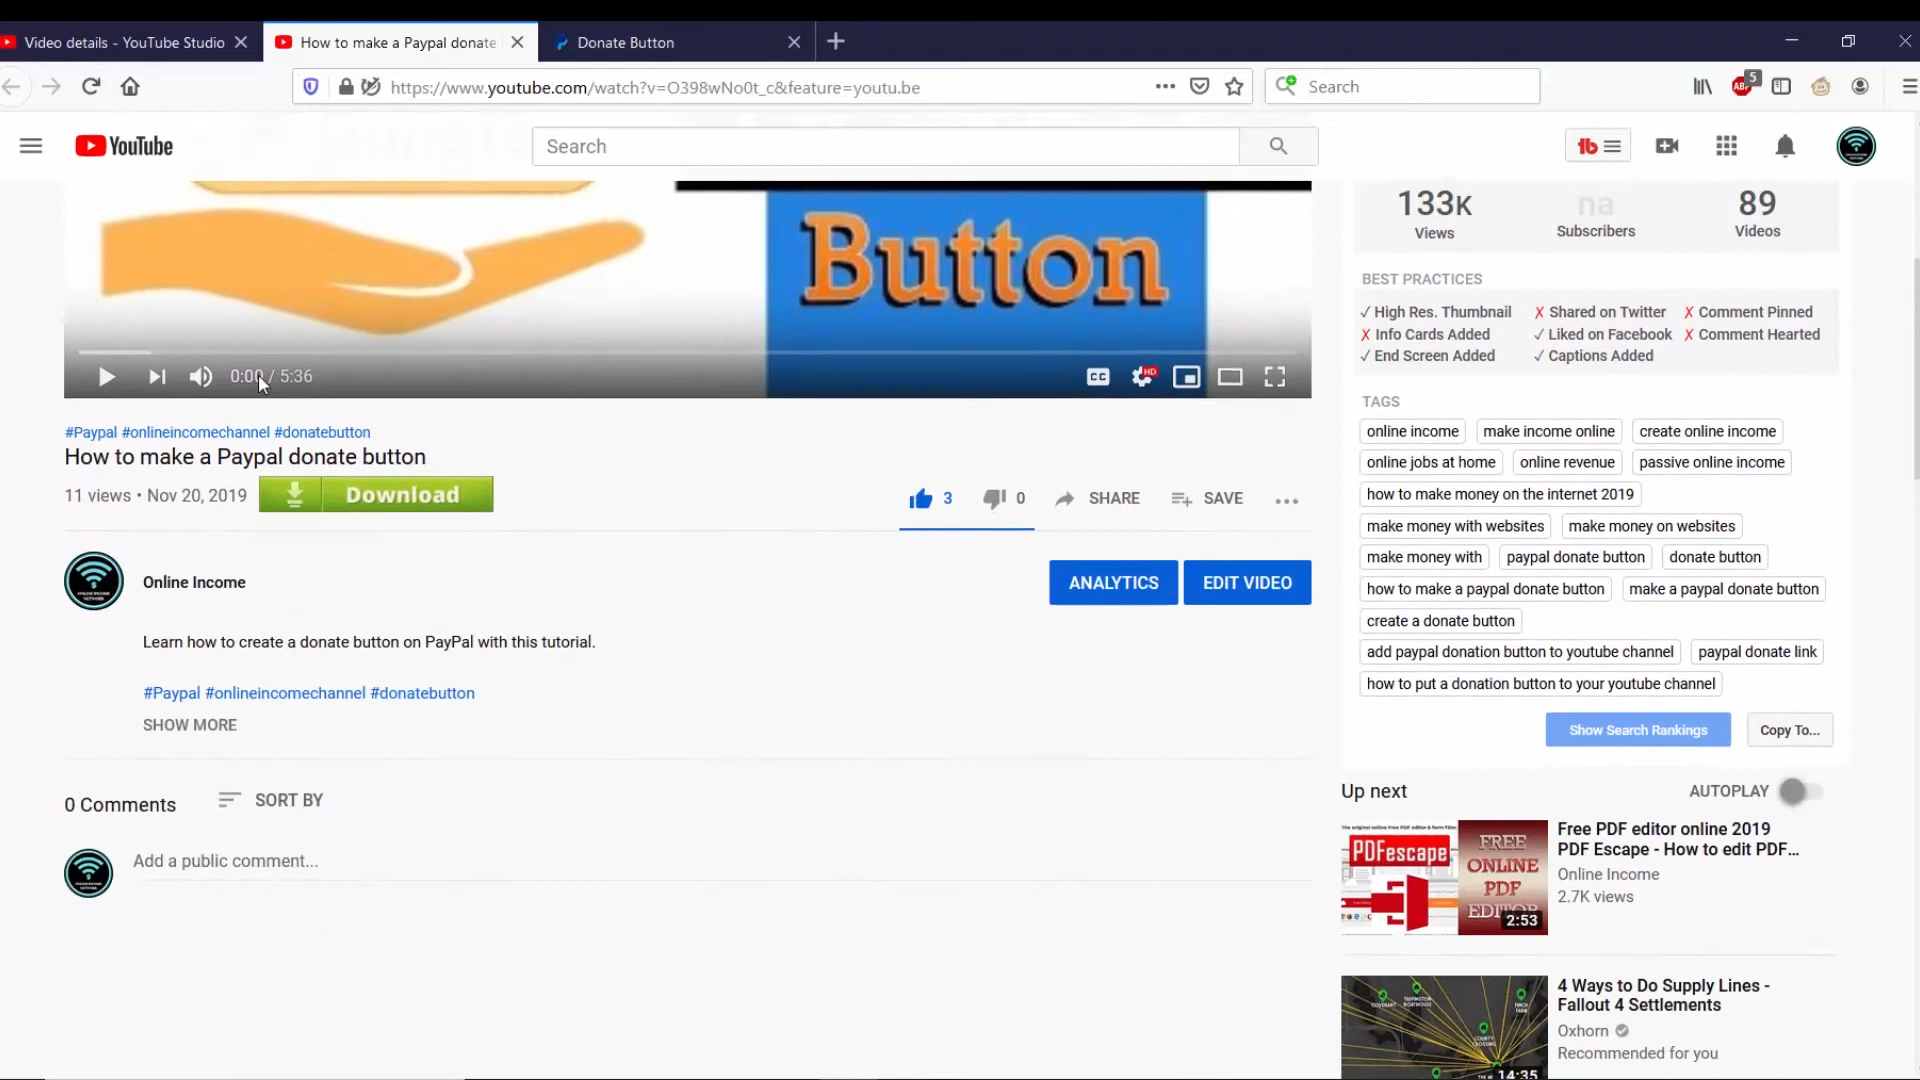 Video details - YouTube Studio
How to make a Paypal donate
Donate Button
https://www.youtube.com/watch?v=O398wNo0t_c&feature=youtu.be
Search
ABP
5
YouTube
Search
tb
Button
0:00 / 5:36
CC
HD
#Paypal #onlineincomechannel #donatebutton
How to make a Paypal donate button
11 views • Nov 20, 2019
Download
3
0
SHARE
SAVE
Online Income
ANALYTICS
EDIT VIDEO
Learn how to create a donate button on PayPal with this tutorial.
#Paypal #onlineincomechannel #donatebutton
SHOW MORE
0 Comments
SORT BY
Add a public comment...
133K
Views
na
Subscribers
89
Videos
BEST PRACTICES
✓ High Res. Thumbnail
✗ Shared on Twitter
✗ Comment Pinned
✗ Info Cards Added
✓ Liked on Facebook
✗ Comment Hearted
✓ End Screen Added
✓ Captions Added
TAGS
online income
make income online
create online income
online jobs at home
online revenue
passive online income
how to make money on the internet 2019
make money with websites
make money on websites
make money with
paypal donate button
donate button
how to make a paypal donate button
make a paypal donate button
create a donate button
add paypal donation button to youtube channel
paypal donate link
how to put a donation button to your youtube channel
Show Search Rankings
Copy To...
Up next
AUTOPLAY
PDFescape
FREE
ONLINE
PDF
EDITOR
2:53
Free PDF editor online 2019
PDF Escape - How to edit PDF...
Online Income
2.7K views
14:35
4 Ways to Do Supply Lines -
Fallout 4 Settlements
Oxhorn
Recommended for you